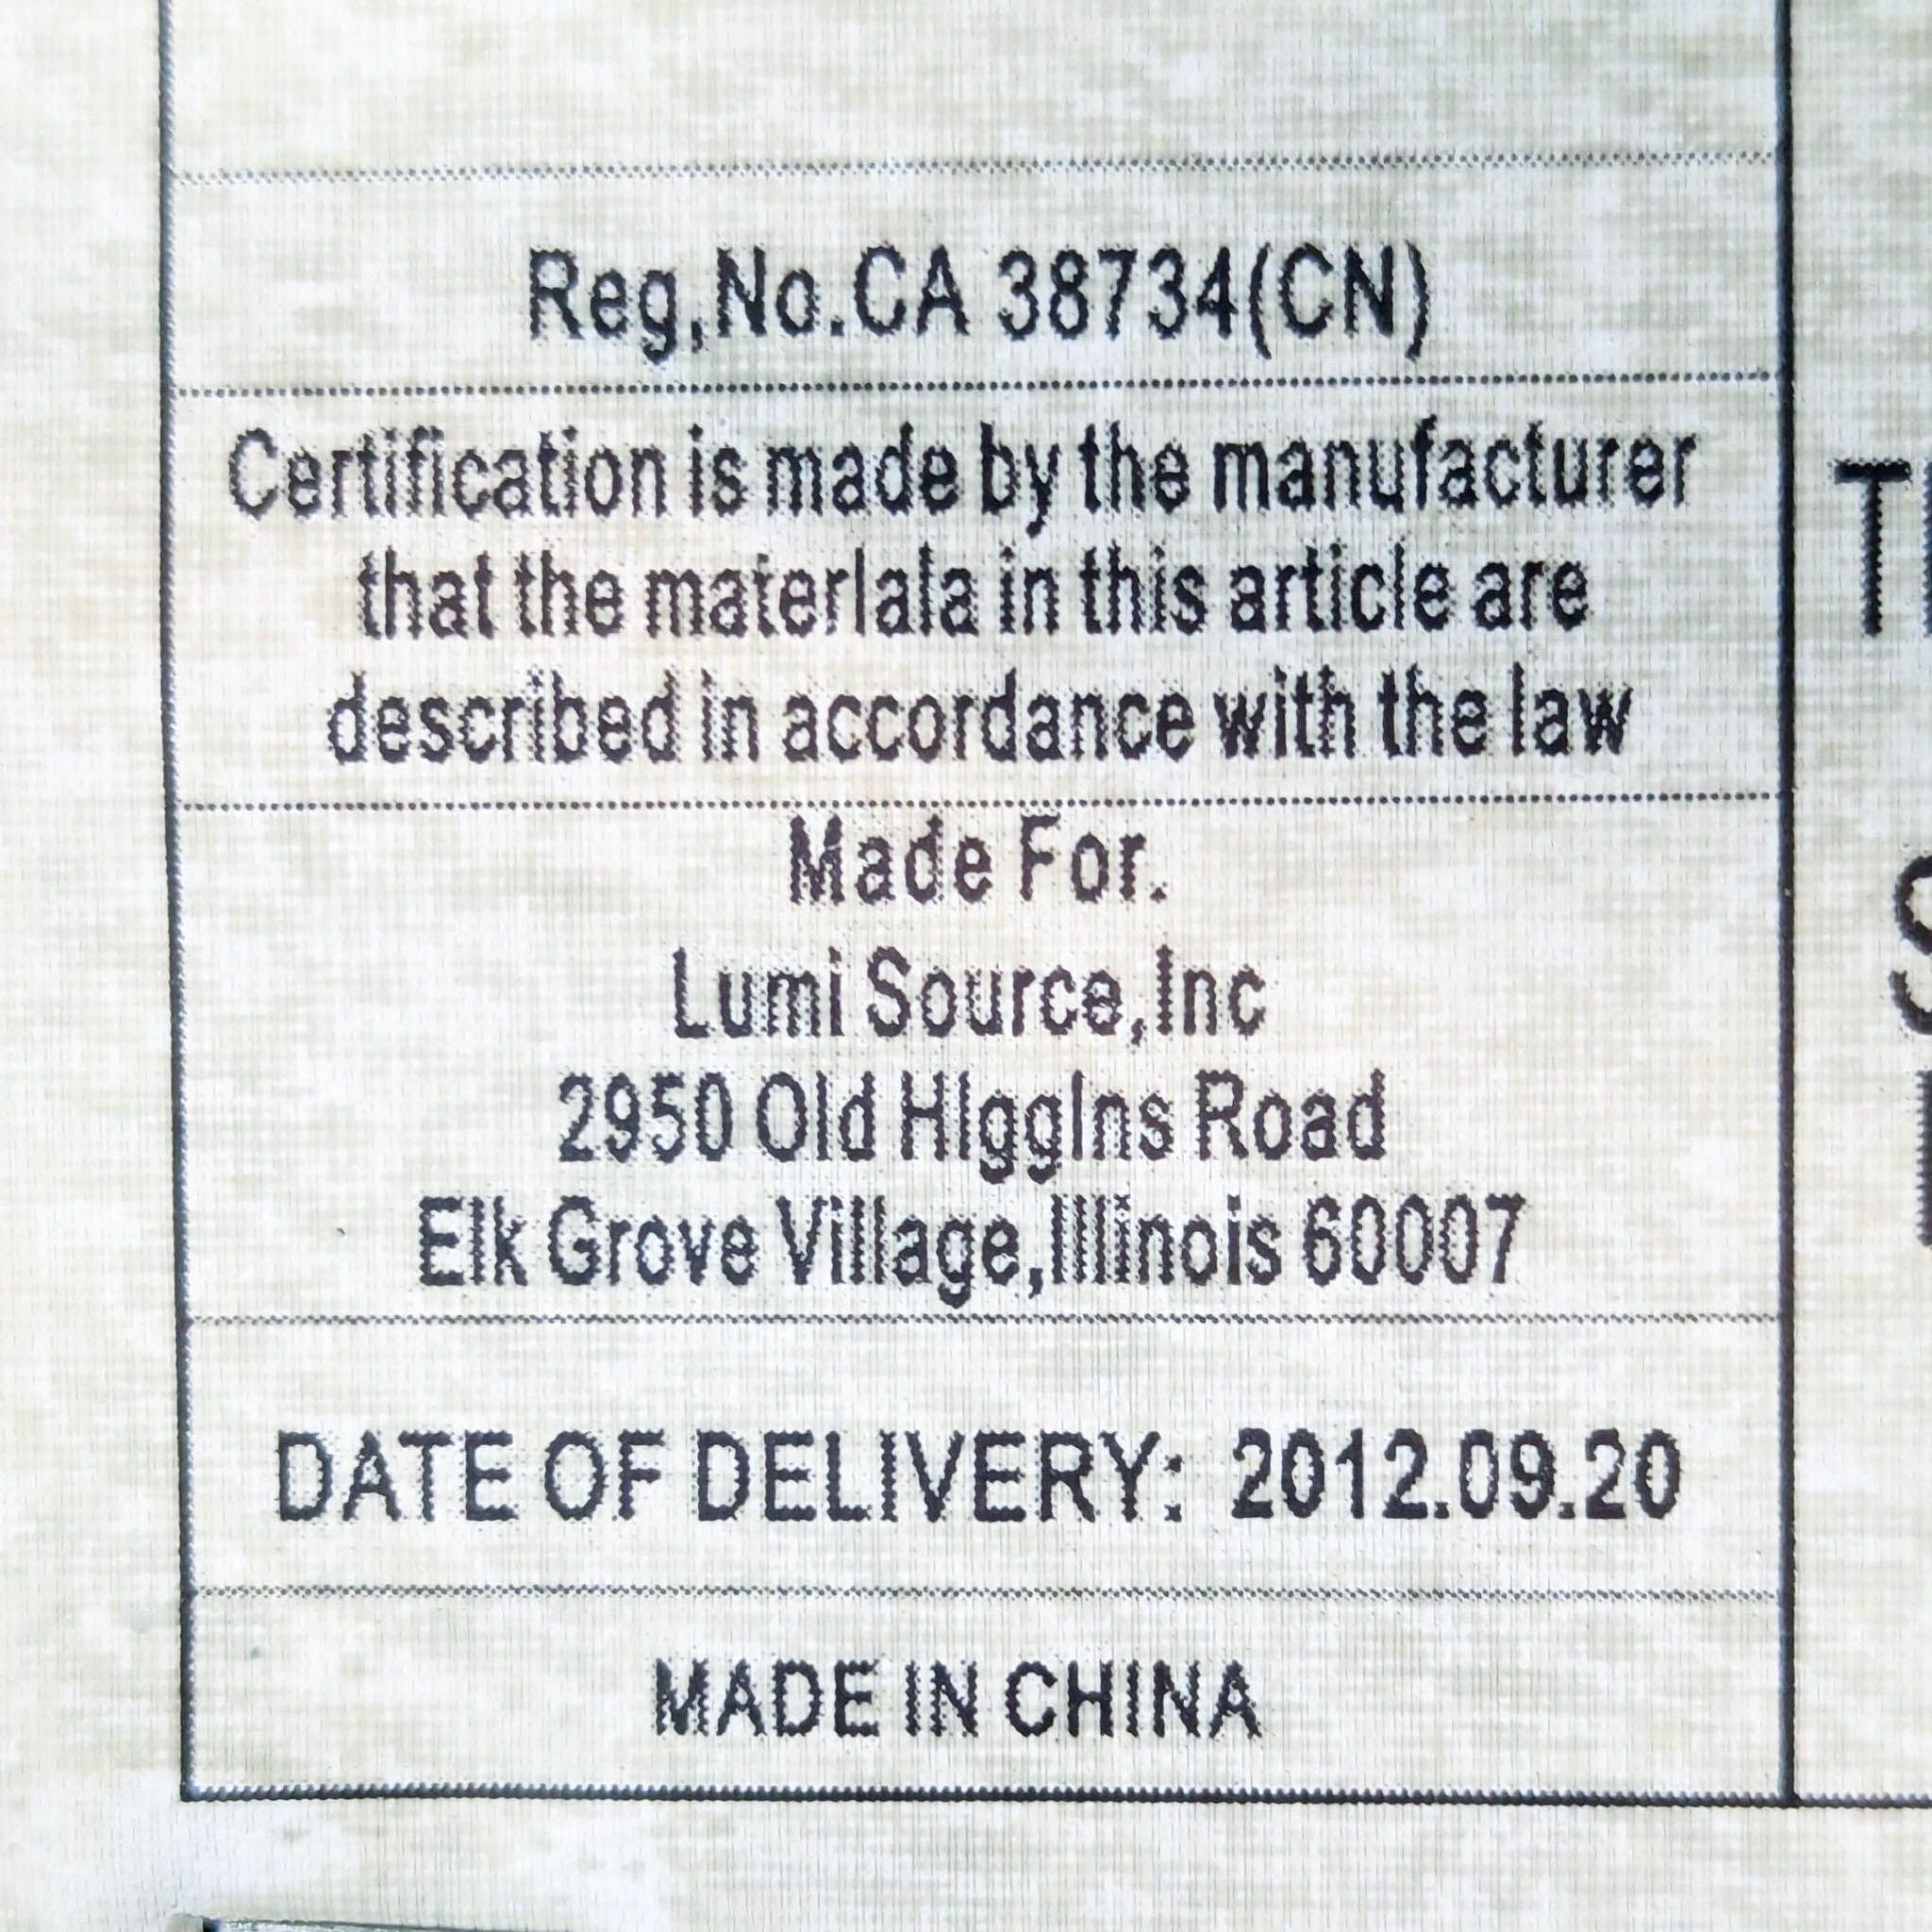 Reg,No.CA 38734(CN)
Certification is made by the manufacturer
that the materlala in this article are
described in accordance with the law
Made For.
Lumi Source,Inc
2950 Old HIggIns Road
Elk Grove Village,Illinois 60007
DATE OF DELIVERY: 2012.09.20
MADE IN CHINA